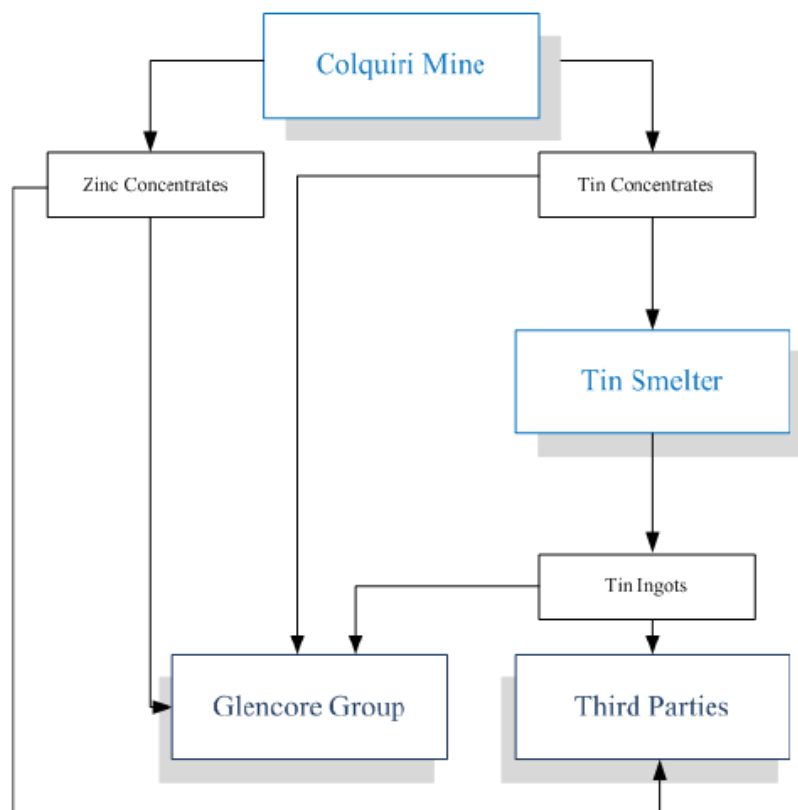 Colquiri Mine
Zinc Concentrates
Tin Concentrates
Tin Smelter
Tin Ingots
Glencore Group
Third Parties